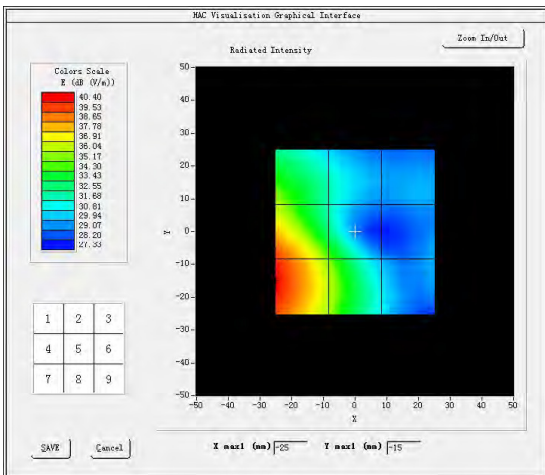 HAC Visualisation Graphical Interface
Zoom In/Out
Radiated Intensity
Colors Scale
E (dB (V/m))
40.40
39.53
38.65
37.78
36.91
36.04
35.17
34.30
33.43
32.55
31.68
30.81
29.94
29.07
28.20
27.33
50
40
30
20
10
0
-10
-20
-30
-40
-50
Y
-50 -40 -30 -20 -10 0 10 20 30 40 50
X
1 2 3
4 5 6
7 8 9
SAVE
Cancel
X max1 (mm) -25
Y max1 (mm) -15